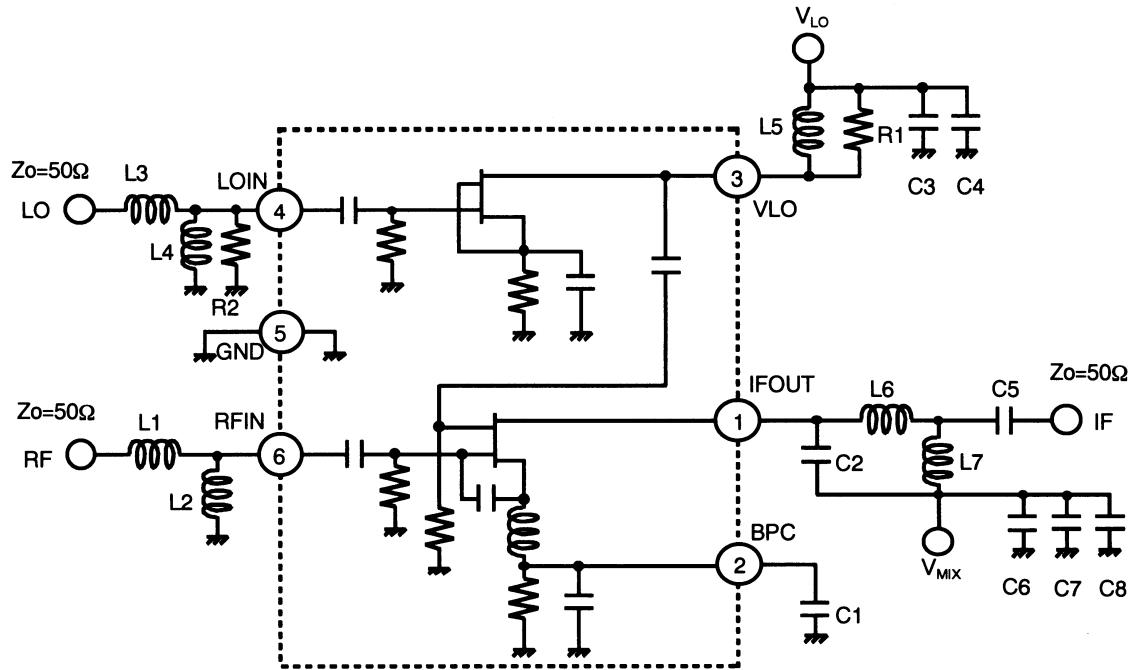 V_LO
L5
R1
C3
C4
Zo=50Ω
L3
LOIN
LO
4
3
VLO
L4
R2
5
GND
IFOUT
L6
C5
Zo=50Ω
Zo=50Ω
L1
RFIN
1
IF
RF
6
C2
L7
L2
BPC
2
V_MIX
C1
C6
C7
C8